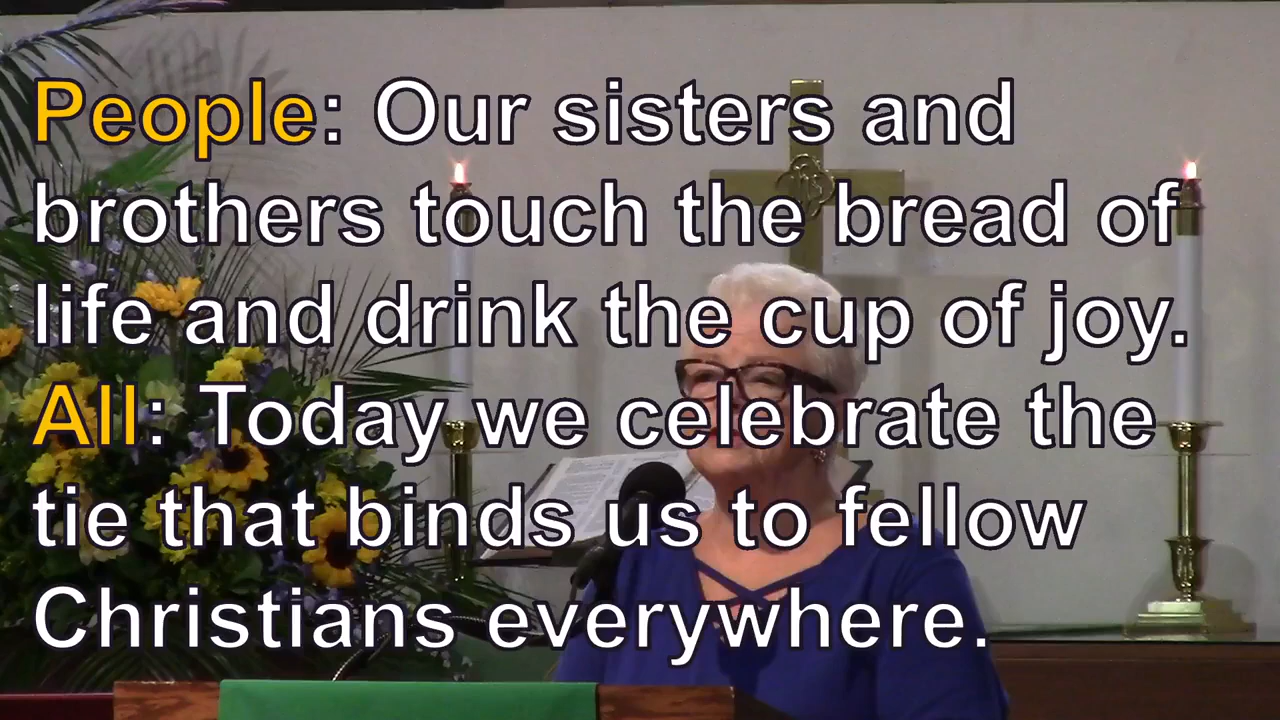 People: Our sisters and
brothers touch the bread of
life and drink the cup of joy.
All: Today we celebrate the
tie that binds us to fellow
Christians everywhere.